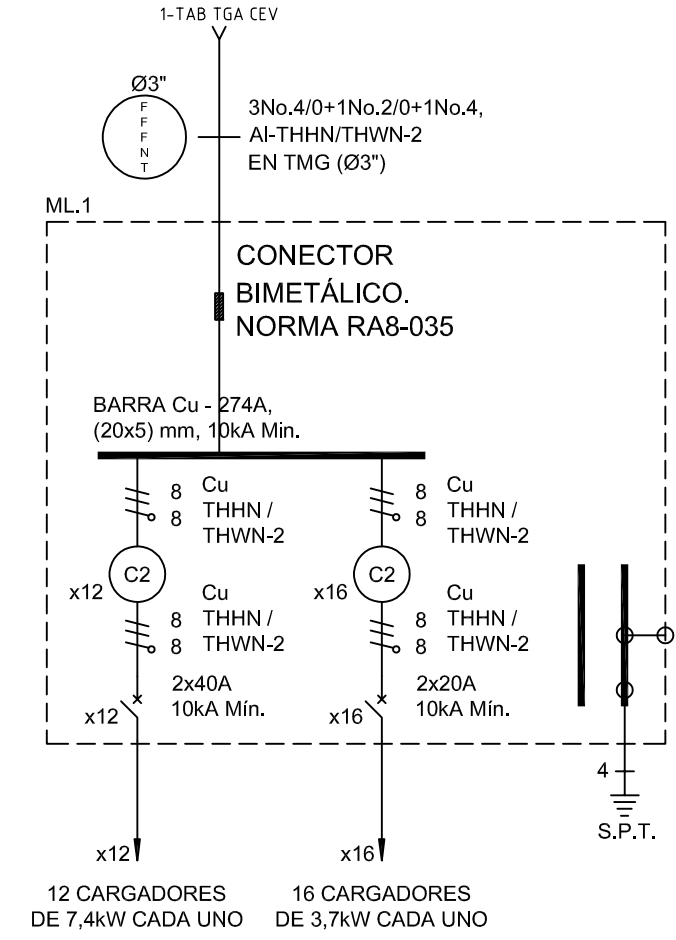 1-TAB TGA CEV
Ø3"
F
F
F
N
T
3No.4/0+1No.2/0+1No.4,
Al-THHN/THWN-2
EN TMG (Ø3")
ML.1
CONECTOR
BIMETÁLICO.
NORMA RA8-035
BARRA Cu - 274A,
(20x5) mm, 10kA Min.
8 Cu
THHN /
8 THWN-2
C2
x12
8 Cu
THHN /
8 THWN-2
2x40A
10kA Mín.
x12
8 Cu
THHN /
8 THWN-2
C2
x16
8 Cu
THHN /
8 THWN-2
2x20A
10kA Mín.
x16
4
S.P.T.
x12
x16
12 CARGADORES
DE 7,4kW CADA UNO
16 CARGADORES
DE 3,7kW CADA UNO